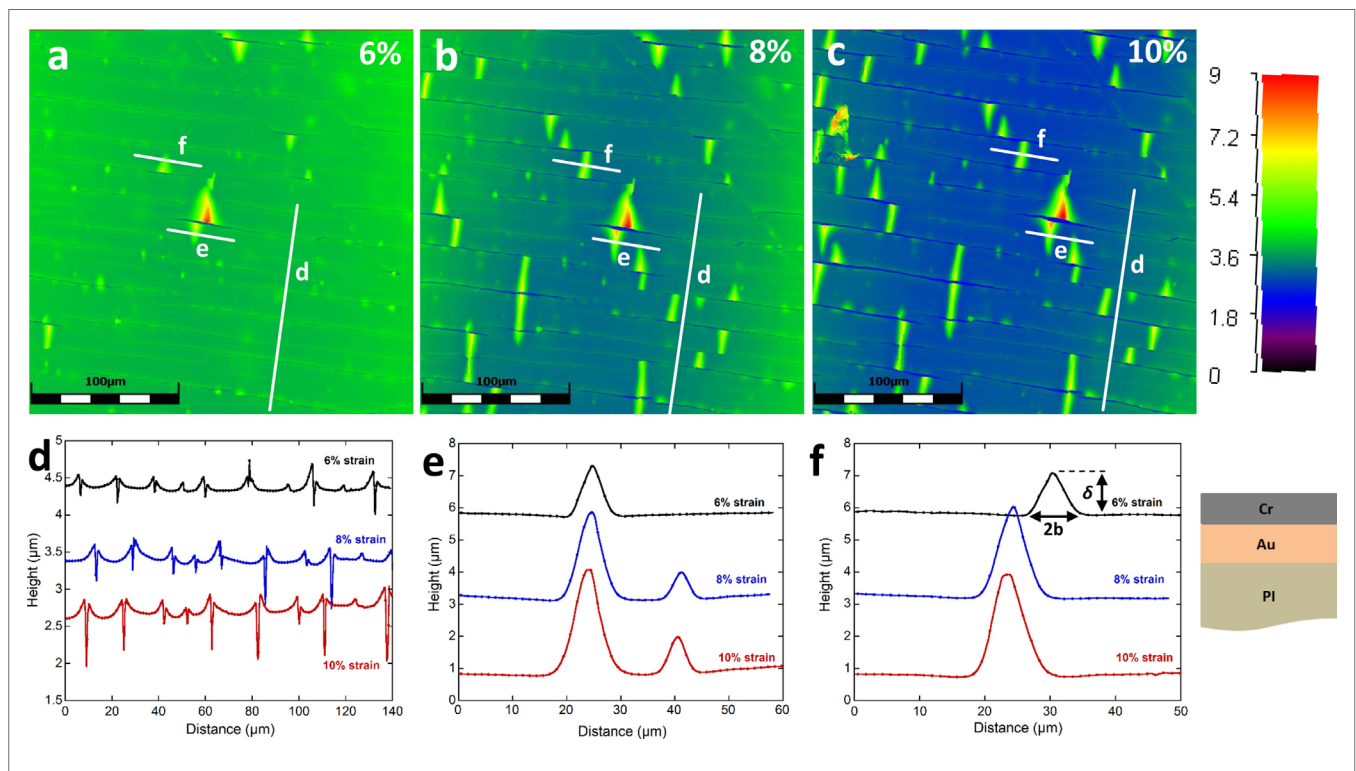 a
6%
f
e
d
100μm
b
8%
f
e
d
100μm
c
10%
f
e
d
100μm
9
7.2
5.4
3.6
1.8
0
d
5
4.5
4
3.5
3
2.5
2
1.5
Height (μm)
6% strain
8% strain
10% strain
0 20 40 60 80 100 120 140
Distance (μm)
e
8
7
6
5
4
3
2
1
0
Height (μm)
6% strain
8% strain
10% strain
0 10 20 30 40 50 60
Distance (μm)
f
8
7
6
5
4
3
2
1
0
Height (μm)
δ
2b
6% strain
8% strain
10% strain
0 10 20 30 40 50
Distance (μm)
Cr
Au
PI